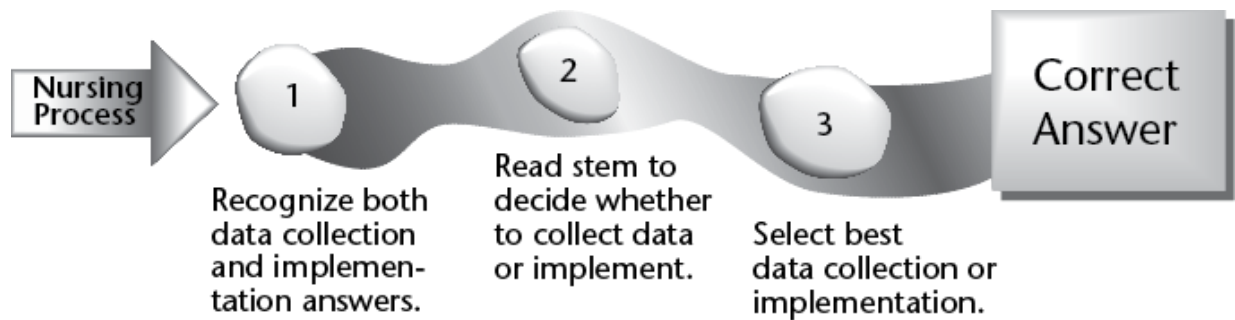 Nursing
Process
1
Recognize both
data collection
and implemen-
tation answers.
2
Read stem to
decide whether
to collect data
or implement.
3
Select best
data collection or
implementation.
Correct
Answer